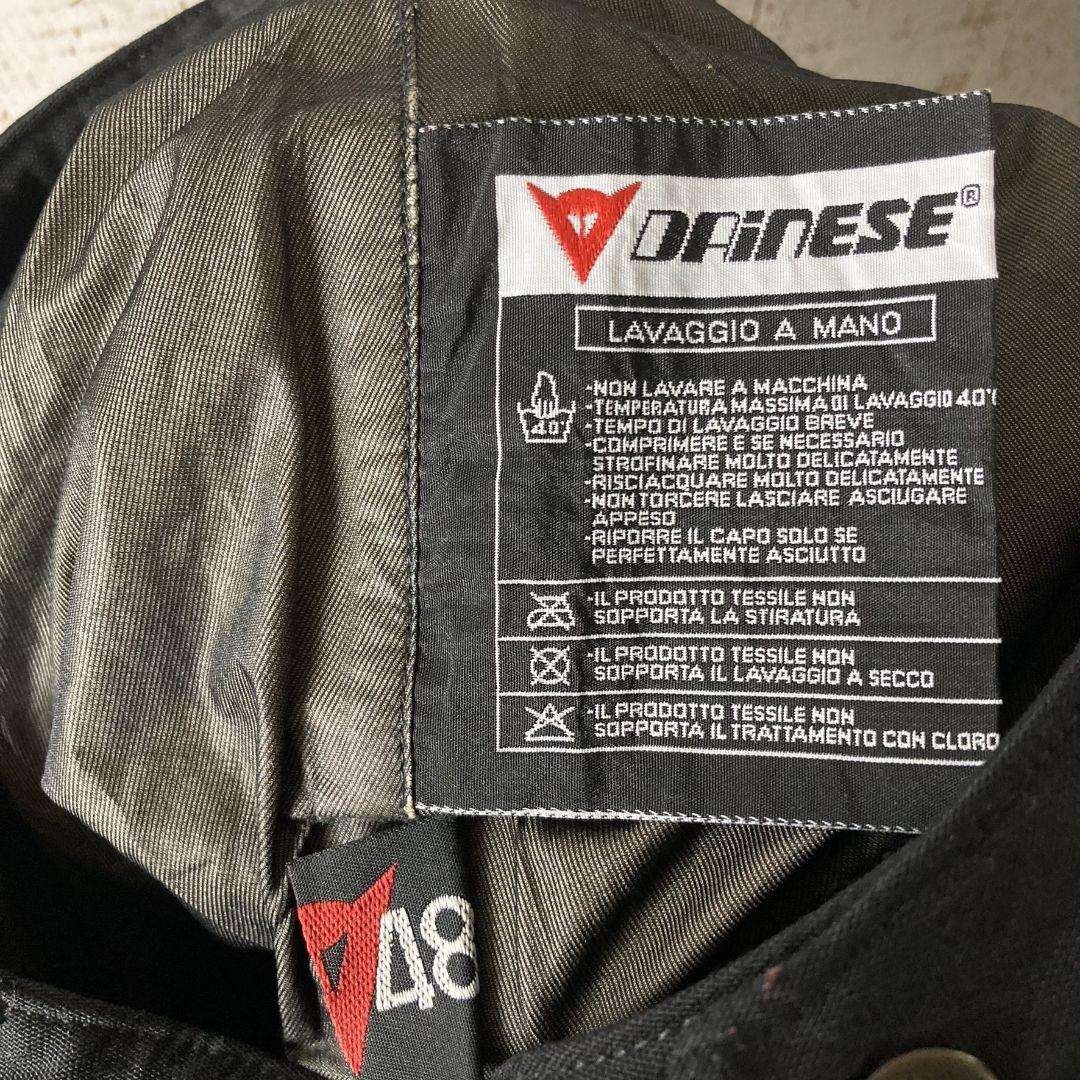 DAINESE®
LAVAGGIO A MANO
-NON LAVARE A MACCHINA
-TEMPERATURA MASSIMA DI LAVAGGIO 40°
-TEMPO DI LAVAGGIO BREVE
-COMPRIMERE E SE NECESSARIO
STROFINARE MOLTO DELICATAMENTE
-RISCIACQUARE MOLTO DELICATAMENTE
-NON TORCERE LASCIARE ASCIUGARE
APPESO
-RIPORRE IL CAPO SOLO SE
PERFETTAMENTE ASCIUTTO
40°
-IL PRODOTTO TESSILE NON
SOPPORTA LA STIRATURA
-IL PRODOTTO TESSILE NON
SOPPORTA IL LAVAGGIO A SECCO
-IL PRODOTTO TESSILE NON
SOPPORTA IL TRATTAMENTO CON CLORO
48